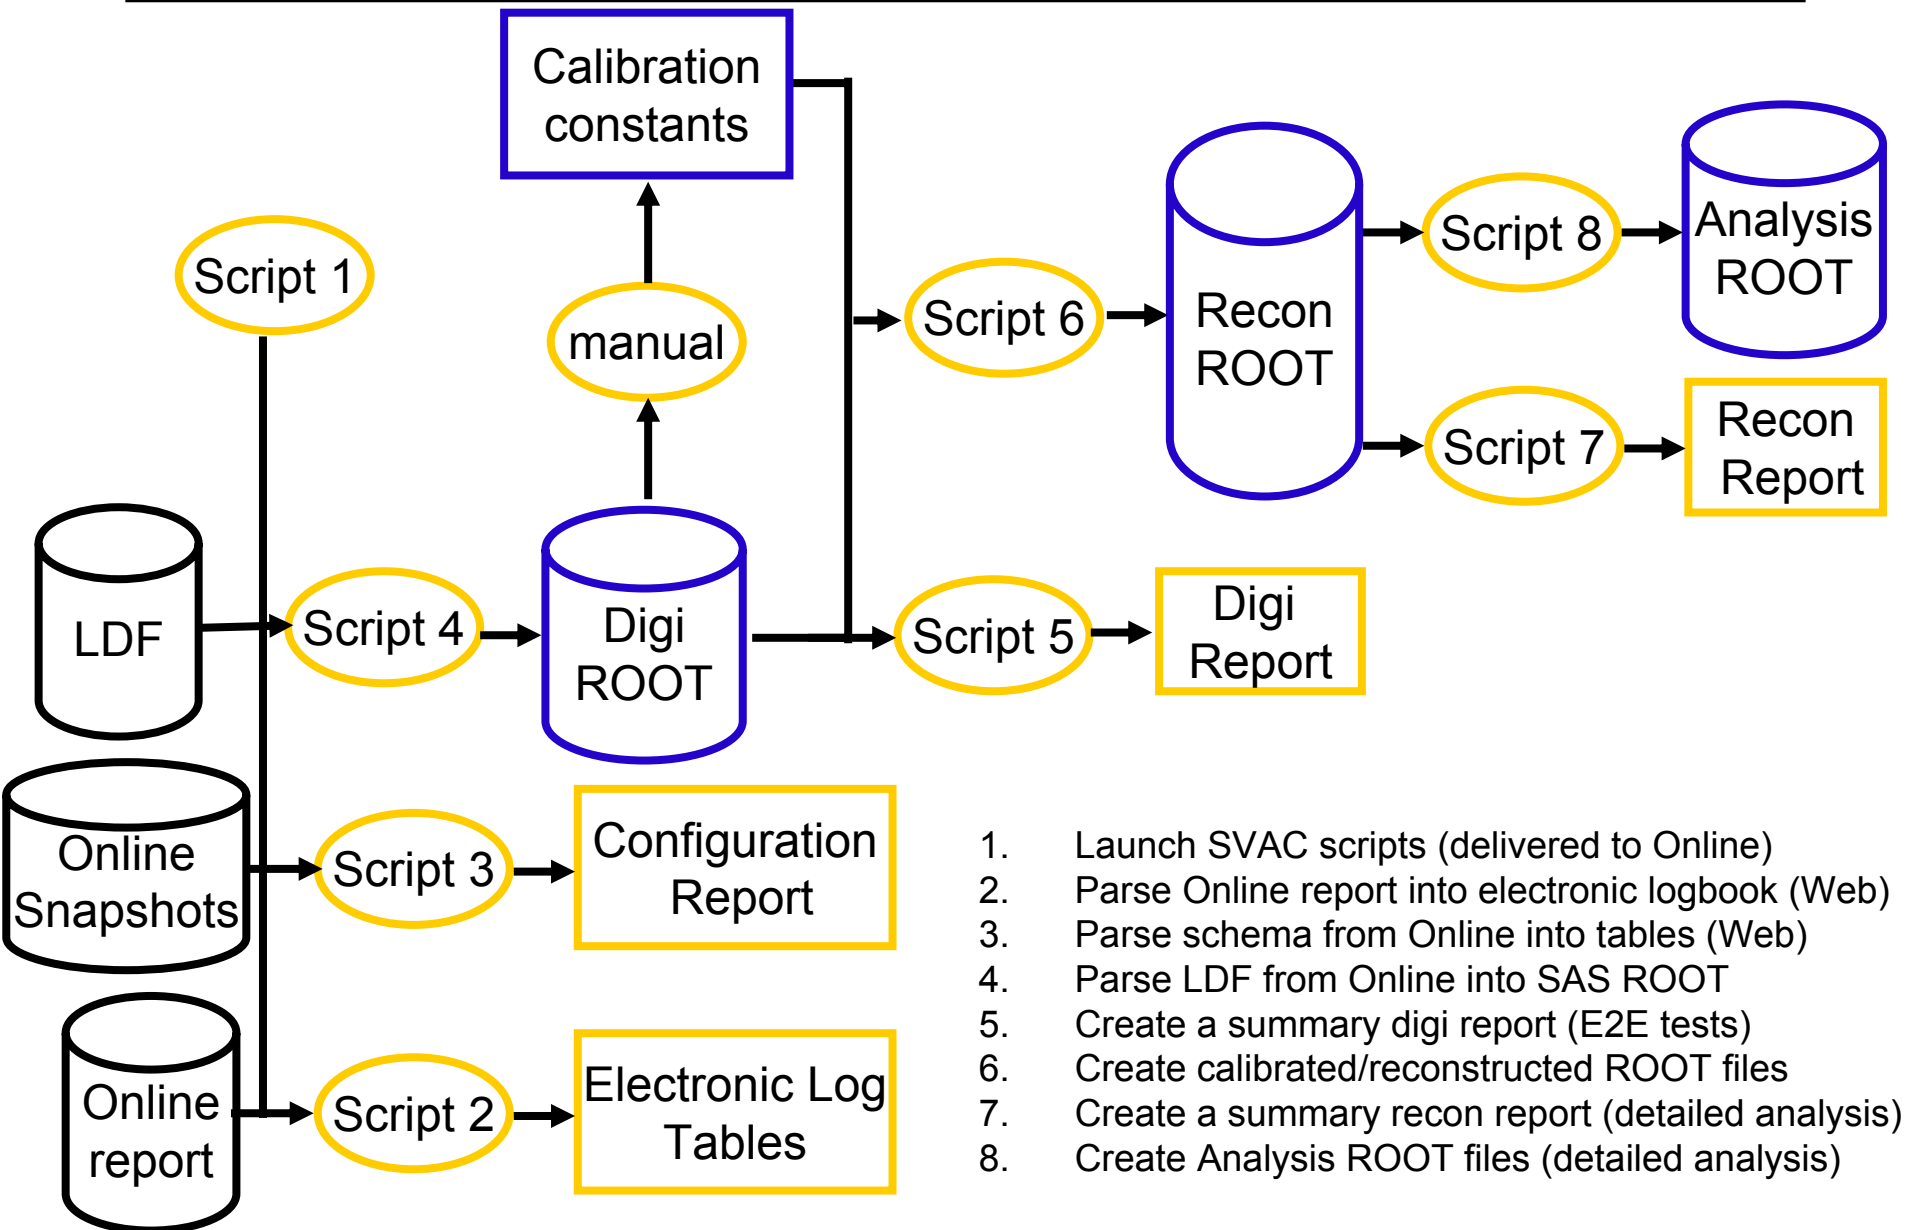 Calibration
constants
Script 1
manual
Script 6
Recon
ROOT
Script 8
Analysis
ROOT
Script 7
Recon
Report
LDF
Script 4
Digi
ROOT
Script 5
Digi
Report
Online
Snapshots
Script 3
Configuration
Report
Online
report
Script 2
Electronic Log
Tables
1. Launch SVAC scripts (delivered to Online)
2. Parse Online report into electronic logbook (Web)
3. Parse schema from Online into tables (Web)
4. Parse LDF from Online into SAS ROOT
5. Create a summary digi report (E2E tests)
6. Create calibrated/reconstructed ROOT files
7. Create a summary recon report (detailed analysis)
8. Create Analysis ROOT files (detailed analysis)